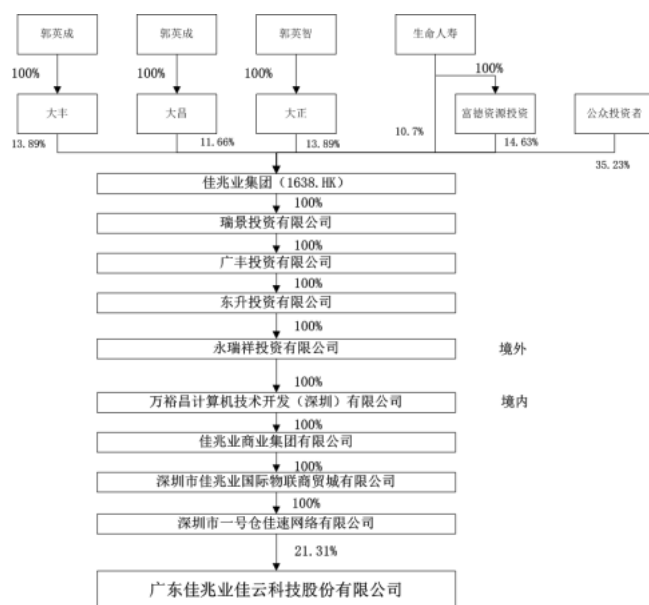 郭英成
郭英成
郭英智
生命人寿
100%
100%
100%
100%
大丰
大昌
大正
富德资源投资
公众投资者
13.89%
11.66%
13.89%
10.7%
14.63%
35.23%
佳兆业集团（1638.HK）
100%
瑞景投资有限公司
100%
广丰投资有限公司
100%
东升投资有限公司
100%
永瑞祥投资有限公司
境外
100%
万裕昌计算机技术开发（深圳）有限公司
境内
100%
佳兆业商业集团有限公司
100%
深圳市佳兆业国际物联商贸城有限公司
100%
深圳市一号仓佳速网络有限公司
21.31%
广东佳兆业佳云科技股份有限公司